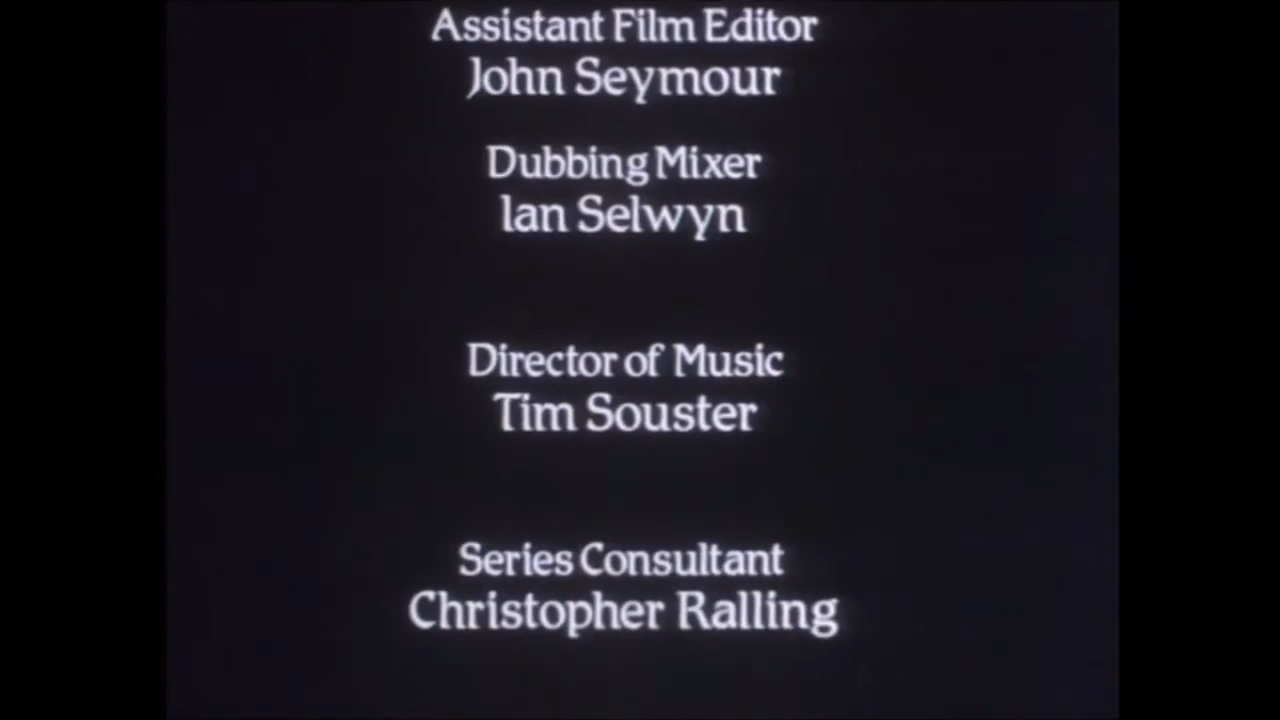 Assistant Film Editor
John Seymour
Dubbing Mixer
Ian Selwyn
Director of Music
Tim Souster
Series Consultant
Christopher Ralling